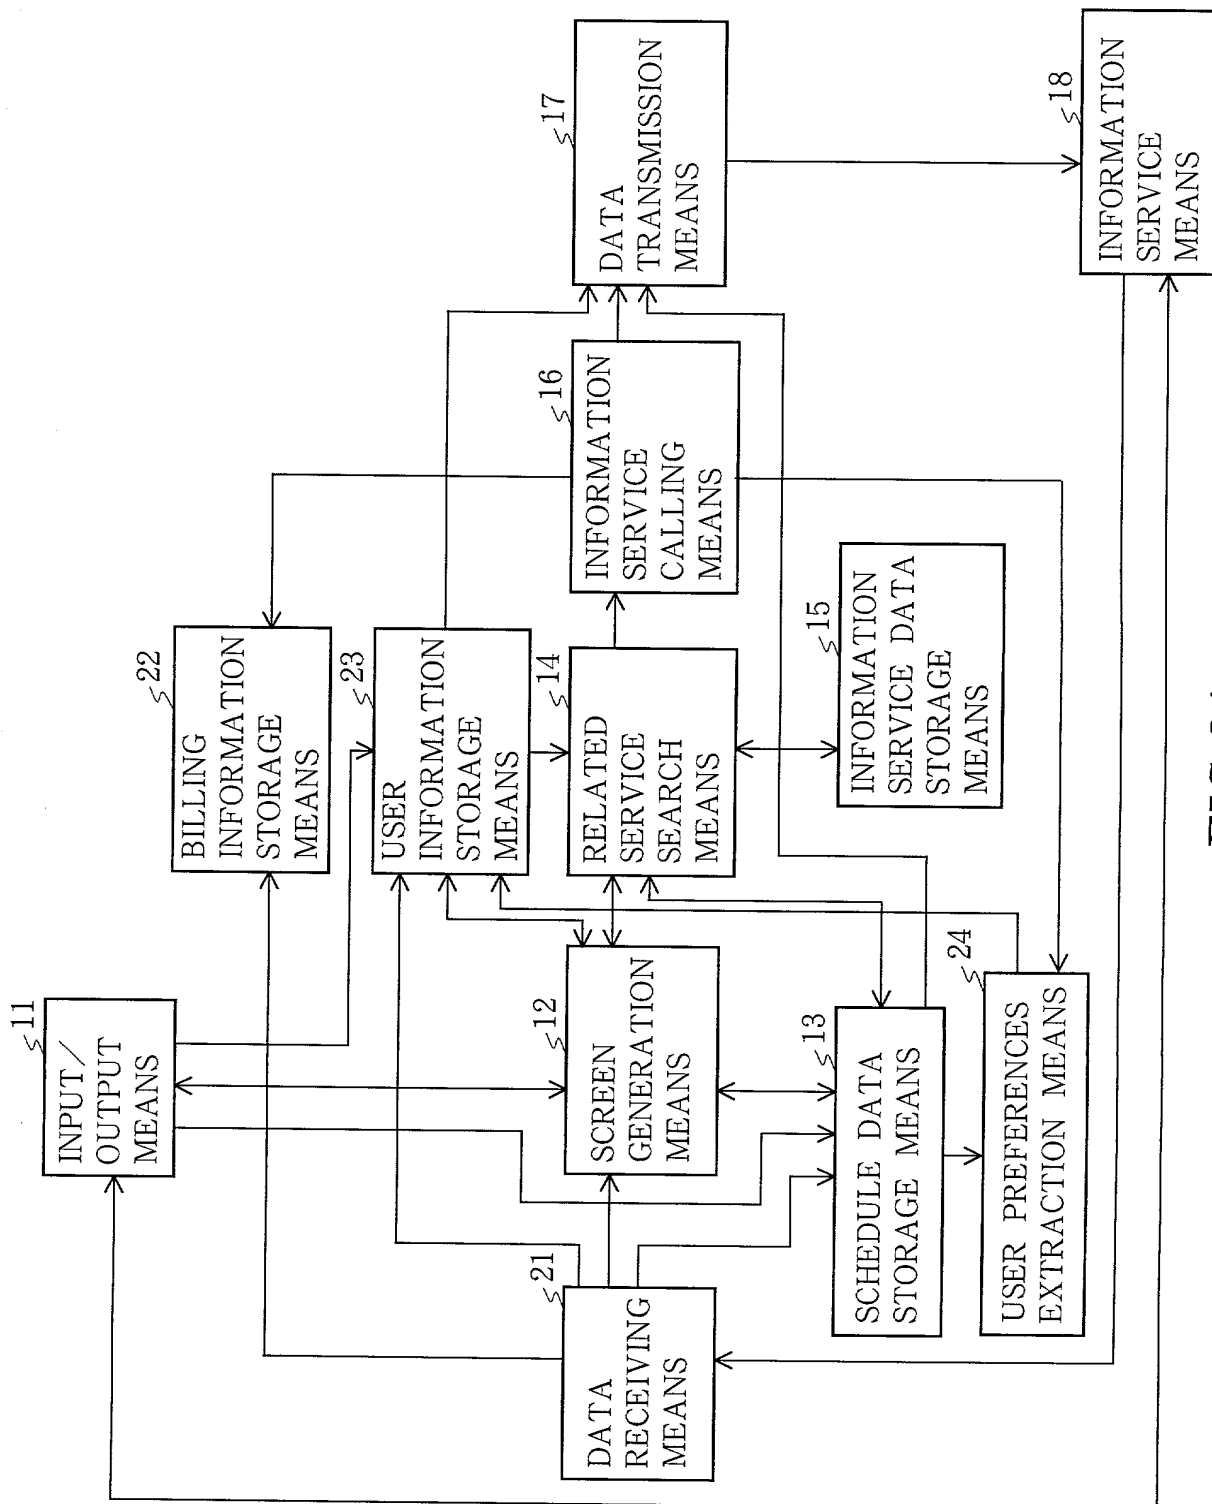 11
INPUT/
OUTPUT
MEANS
22
BILLING
INFORMATION
STORAGE
MEANS
23
USER
INFORMATION
STORAGE
MEANS
21
DATA
RECEIVING
MEANS
12
SCREEN
GENERATION
MEANS
14
RELATED
SERVICE
SEARCH
MEANS
16
INFORMATION
SERVICE
CALLING
MEANS
17
DATA
TRANSMISSION
MEANS
13
SCHEDULE DATA
STORAGE MEANS
15
INFORMATION
SERVICE DATA
STORAGE
MEANS
24
USER PREFERENCES
EXTRACTION MEANS
18
INFORMATION
SERVICE
MEANS